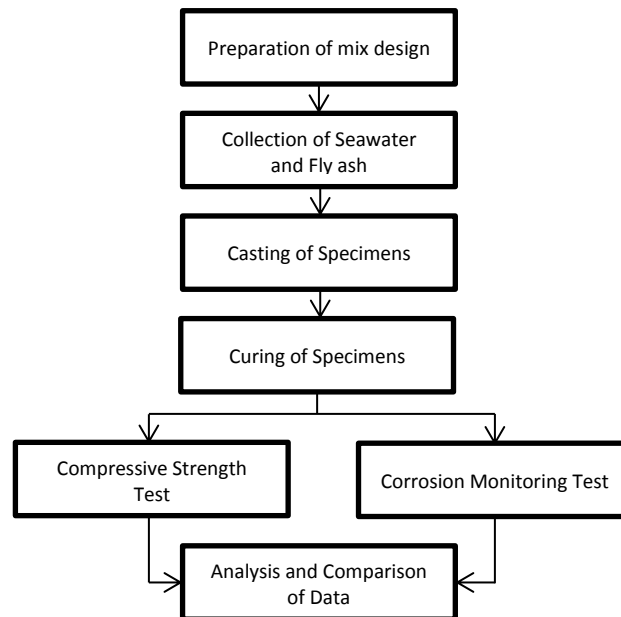 Preparation of mix design
Collection of Seawater
and Fly ash
Casting of Specimens
Curing of Specimens
Compressive Strength
Test
Corrosion Monitoring Test
Analysis and Comparison
of Data